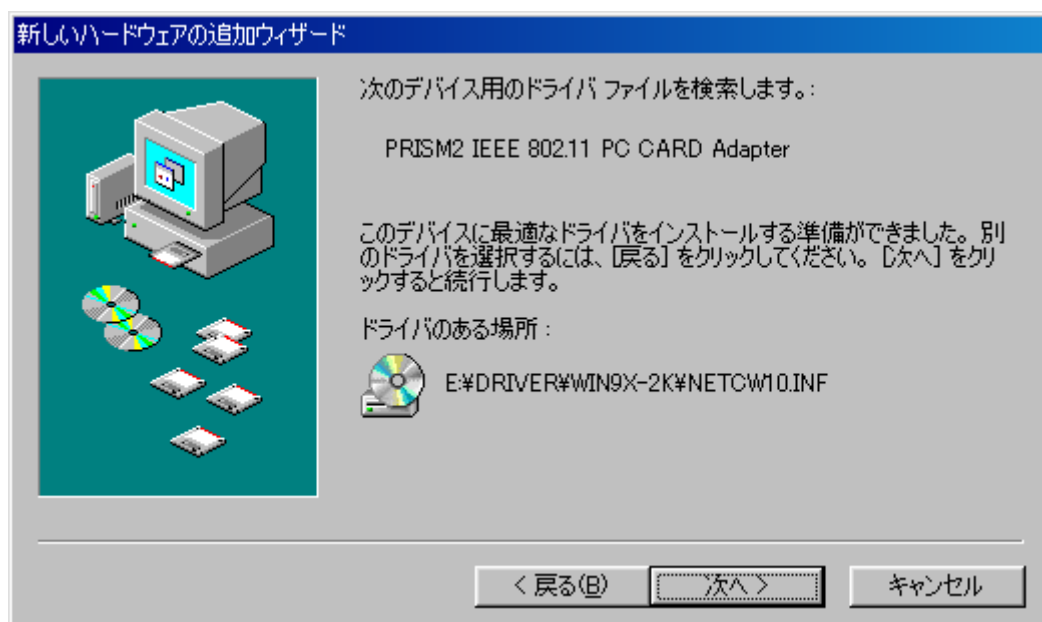 新しいハードウェアの追加ウィザード
次のデバイス用のドライバ ファイルを検索します。:
PRISM2 IEEE 802.11 PC CARD Adapter
このデバイスに最適なドライバをインストールする準備ができました。別
のドライバを選択するには、[戻る] をクリックしてください。[次へ] をクリ
ックすると続行します。
ドライバのある場所 :
E:¥DRIVER¥WIN9X-2K¥NETCW10.INF
< 戻る(B)
次へ >
キャンセル